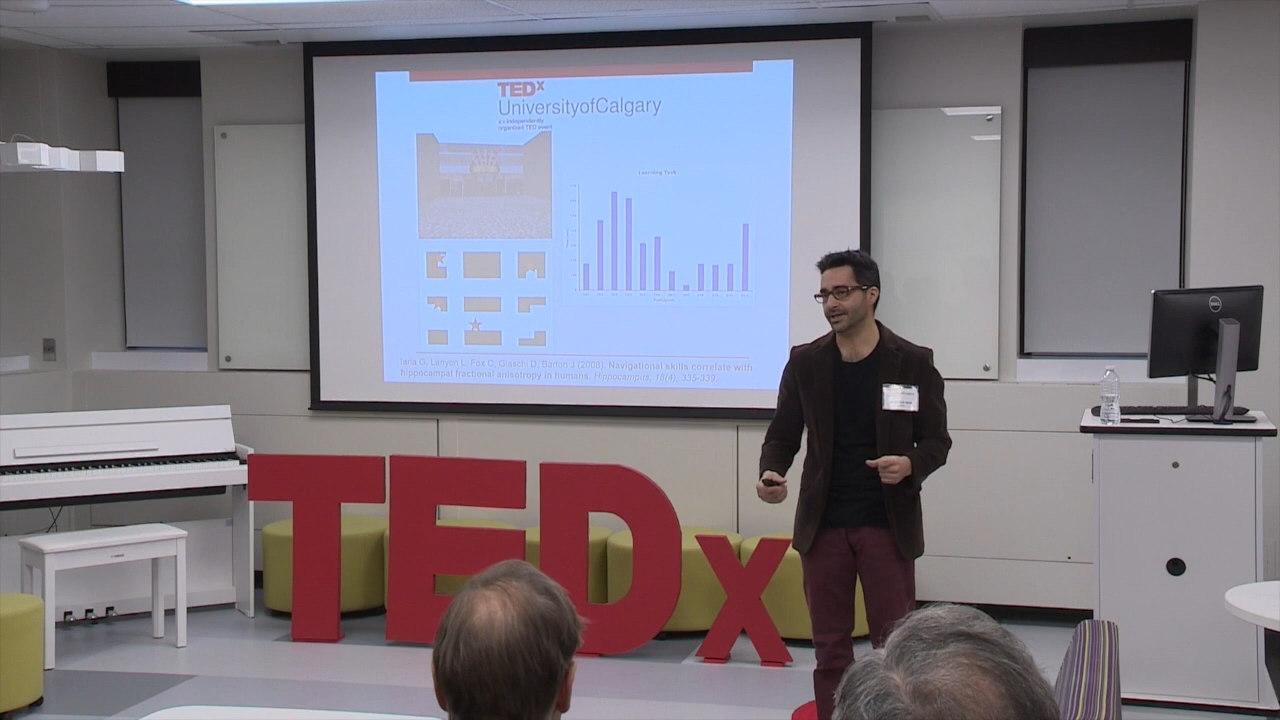 TEDx
UniversityofCalgary
x = independently
organized TED event
Learning Task
Iaria G, Lanyon L, Fox C, Giaschi D, Barton J (2008). Navigational skills correlate with
hippocampal fractional anisotropy in humans. Hippocampus, 18(4), 335-339.
DELL
TEDx